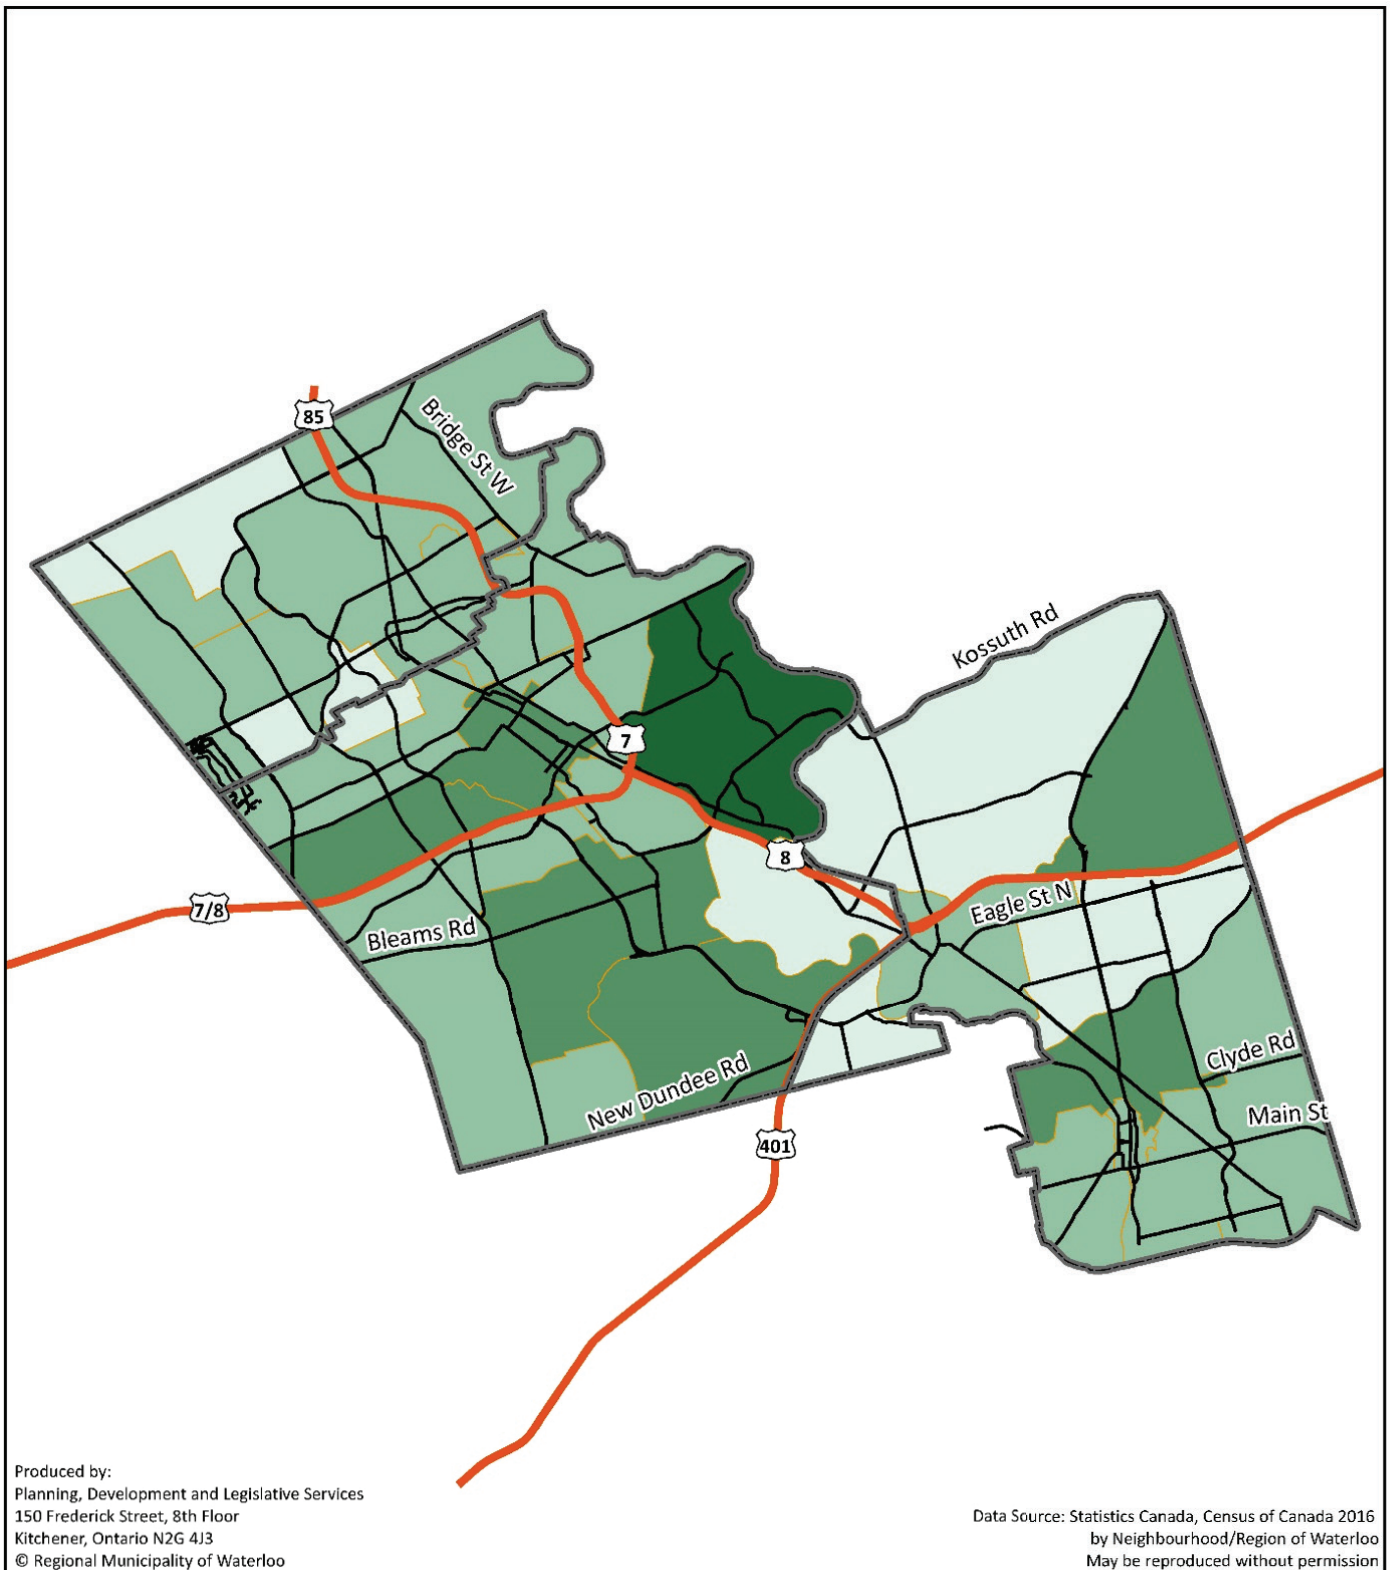 85
Bridge St W
Kossuth Rd
7
8
7/8
Eagle St N
Bleams Rd
Clyde Rd
New Dundee Rd
Main St
401
Produced by:
Planning, Development and Legislative Services
150 Frederick Street, 8th Floor
Kitchener, Ontario N2G 4J3
© Regional Municipality of Waterloo
Data Source: Statistics Canada, Census of Canada 2016
by Neighbourhood/Region of Waterloo
May be reproduced without permission